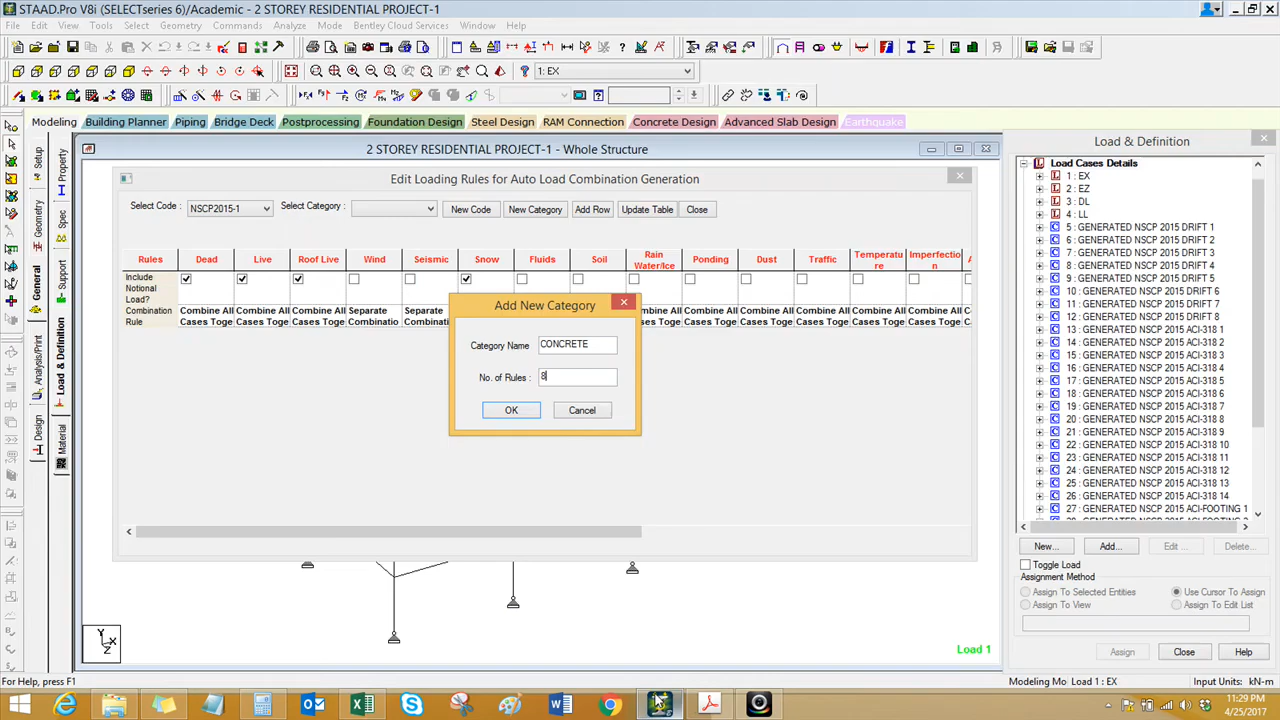 STAAD.Pro V8i (SELECTseries 6)/Academic - 2 STOREY RESIDENTIAL PROJECT-1
File Edit View Tools Select Geometry Commands Analyze Mode Bentley Cloud Services Window Help
1: EX
Modeling Building Planner Piping Bridge Deck Postprocessing Foundation Design Steel Design RAM Connection Concrete Design Advanced Slab Design Earthquake
2 STOREY RESIDENTIAL PROJECT-1 - Whole Structure
Edit Loading Rules for Auto Load Combination Generation
Select Code : NSCP2015-1 Select Category : New Code New Category Add Row Update Table Close
Rules Dead Live Roof Live Wind Seismic Snow Fluids Soil Rain Water/Ice Ponding Dust Traffic Temperatu re Imperfectio n
Include Notional Load?
Combination Rule Combine All Cases Toge Combine All Cases Toge Combine All Cases Toge Separate Combinatio Separate Combinati
Add New Category
Category Name CONCRETE
No. of Rules : 8
OK Cancel
Load 1
Y X Z
Setup
Geometry
General
Analysis/Print
Design
Property
Spec
Support
Load & Definition
Material
Load & Definition
Load Cases Details
1 : EX
2 : EZ
3 : DL
4 : LL
5 : GENERATED NSCP 2015 DRIFT 1
6 : GENERATED NSCP 2015 DRIFT 2
7 : GENERATED NSCP 2015 DRIFT 3
8 : GENERATED NSCP 2015 DRIFT 4
9 : GENERATED NSCP 2015 DRIFT 5
10 : GENERATED NSCP 2015 DRIFT 6
11 : GENERATED NSCP 2015 DRIFT 7
12 : GENERATED NSCP 2015 DRIFT 8
13 : GENERATED NSCP 2015 ACI-318 1
14 : GENERATED NSCP 2015 ACI-318 2
15 : GENERATED NSCP 2015 ACI-318 3
16 : GENERATED NSCP 2015 ACI-318 4
17 : GENERATED NSCP 2015 ACI-318 5
18 : GENERATED NSCP 2015 ACI-318 6
19 : GENERATED NSCP 2015 ACI-318 7
20 : GENERATED NSCP 2015 ACI-318 8
21 : GENERATED NSCP 2015 ACI-318 9
22 : GENERATED NSCP 2015 ACI-318 10
23 : GENERATED NSCP 2015 ACI-318 11
24 : GENERATED NSCP 2015 ACI-318 12
25 : GENERATED NSCP 2015 ACI-318 13
26 : GENERATED NSCP 2015 ACI-318 14
27 : GENERATED NSCP 2015 ACI-FOOTING 1
New... Add... Edit ... Delete...
Toggle Load
Assignment Method
Assign To Selected Entities Use Cursor To Assign
Assign To View Assign To Edit List
Assign Close Help
For Help, press F1
Modeling Mo Load 1 : EX Input Units: kN-m
11:29 PM
4/25/2017